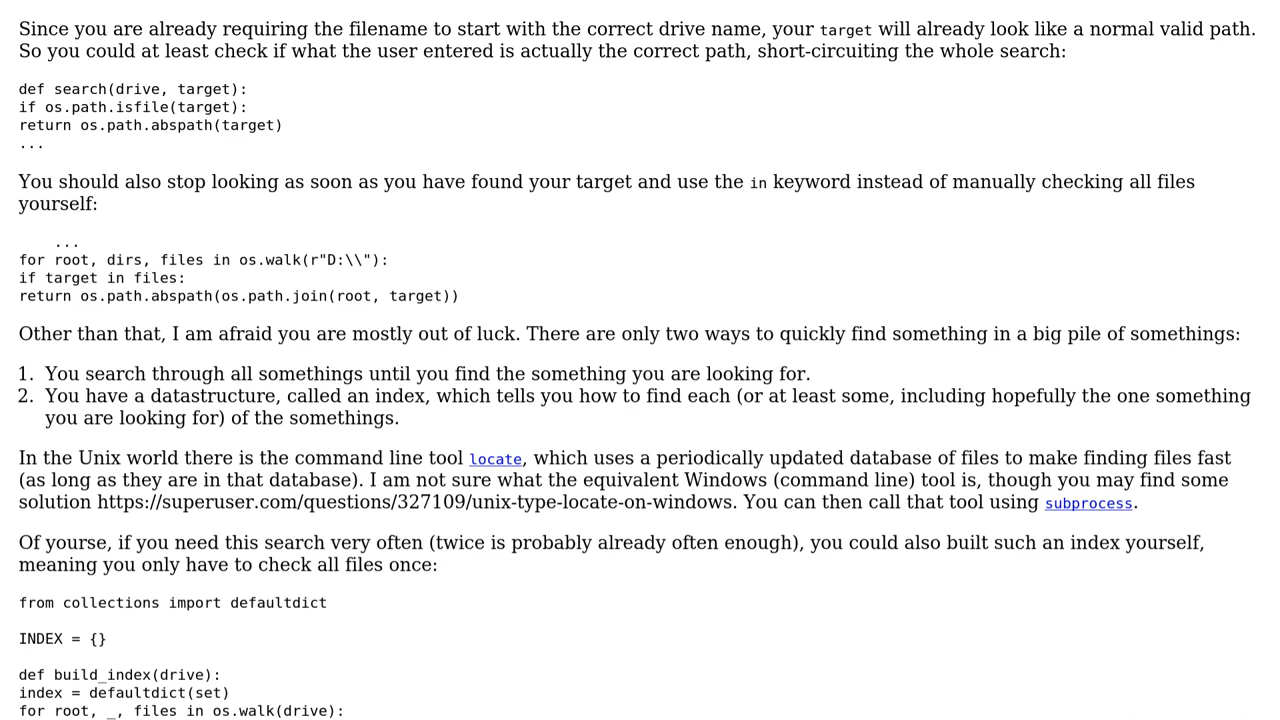 Since you are already requiring the filename to start with the correct drive name, your target will already look like a normal valid path.
So you could at least check if what the user entered is actually the correct path, short-circuiting the whole search:
def search(drive, target):
if os.path.isfile(target):
return os.path.abspath(target)
...
You should also stop looking as soon as you have found your target and use the in keyword instead of manually checking all files
yourself:
...
for root, dirs, files in os.walk(r"D:\\"):
if target in files:
return os.path.abspath(os.path.join(root, target))
Other than that, I am afraid you are mostly out of luck. There are only two ways to quickly find something in a big pile of somethings:
1. You search through all somethings until you find the something you are looking for.
2. You have a datastructure, called an index, which tells you how to find each (or at least some, including hopefully the one something
you are looking for) of the somethings.
In the Unix world there is the command line tool locate, which uses a periodically updated database of files to make finding files fast
(as long as they are in that database). I am not sure what the equivalent Windows (command line) tool is, though you may find some
solution https://superuser.com/questions/327109/unix-type-locate-on-windows. You can then call that tool using subprocess.
Of yourse, if you need this search very often (twice is probably already often enough), you could also built such an index yourself,
meaning you only have to check all files once:
from collections import defaultdict
INDEX = {}
def build_index(drive):
index = defaultdict(set)
for root, _, files in os.walk(drive):